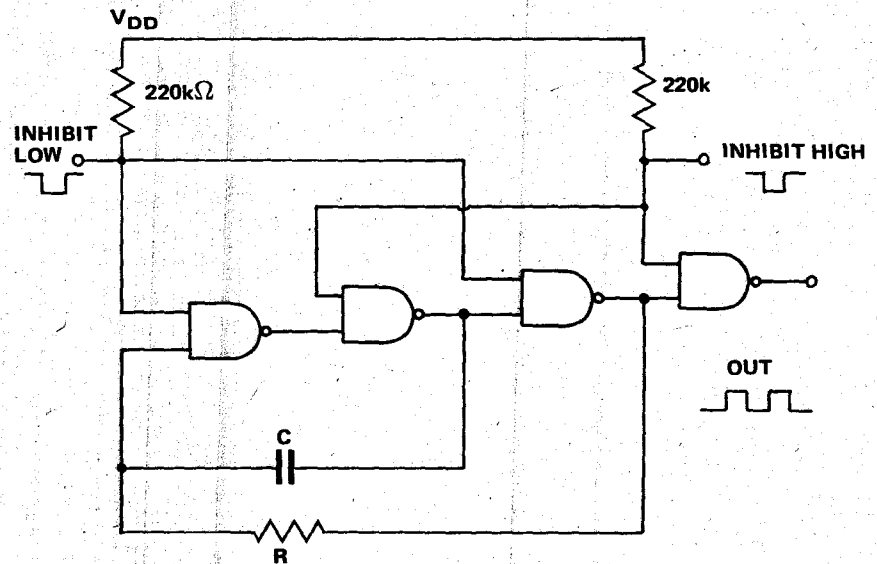 VDD
220kΩ
220k
INHIBIT
LOW
INHIBIT HIGH
OUT
C
R